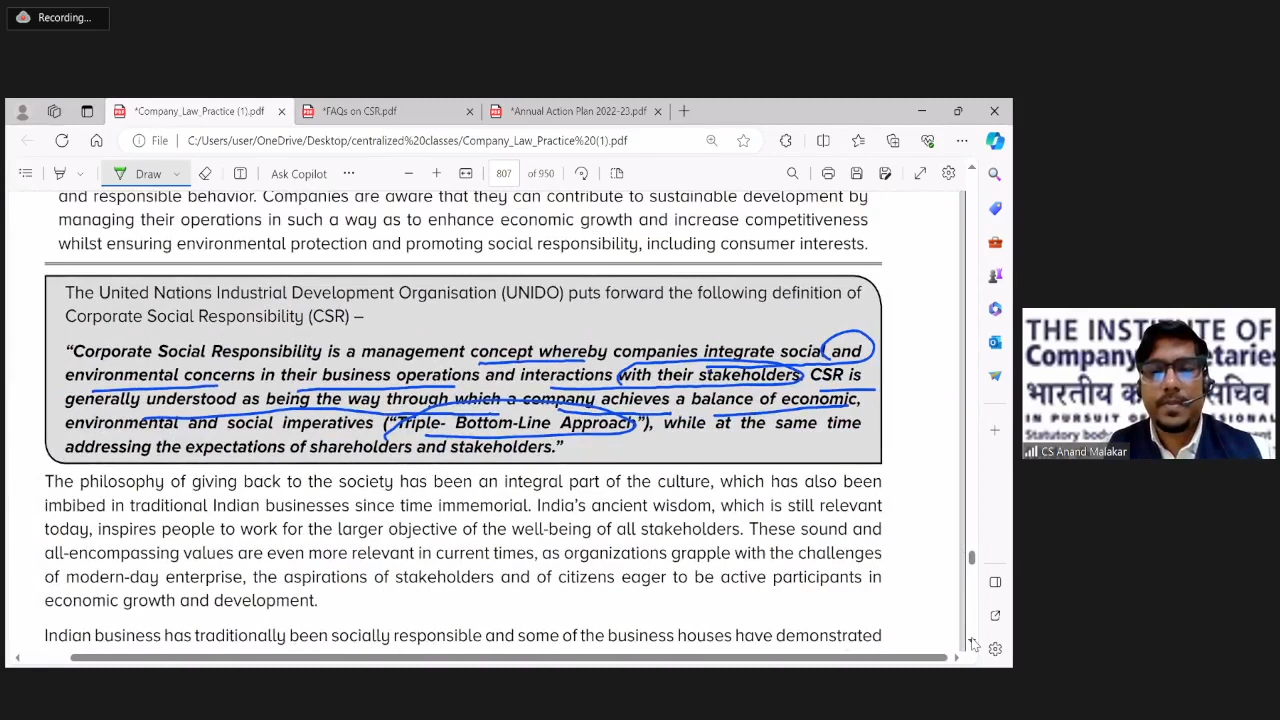 Recording...
*Company_Law_Practice (1).pdf
*FAQs on CSR.pdf
*Annual Action Plan 2022-23.pdf
File
C:/Users/user/OneDrive/Desktop/centralized%20classes/Company_Law_Practice%20(1).pdf
Draw
Ask Copilot
807 of 950
and responsible behavior. Companies are aware that they can contribute to sustainable development by
managing their operations in such a way as to enhance economic growth and increase competitiveness
whilst ensuring environmental protection and promoting social responsibility, including consumer interests.
The United Nations Industrial Development Organisation (UNIDO) puts forward the following definition of
Corporate Social Responsibility (CSR) –
“Corporate Social Responsibility is a management concept whereby companies integrate social and
environmental concerns in their business operations and interactions with their stakeholders. CSR is
generally understood as being the way through which a company achieves a balance of economic,
environmental and social imperatives (“Triple- Bottom-Line Approach”), while at the same time
addressing the expectations of shareholders and stakeholders.”
The philosophy of giving back to the society has been an integral part of the culture, which has also been
imbibed in traditional Indian businesses since time immemorial. India’s ancient wisdom, which is still relevant
today, inspires people to work for the larger objective of the well-being of all stakeholders. These sound and
all-encompassing values are even more relevant in current times, as organizations grapple with the challenges
of modern-day enterprise, the aspirations of stakeholders and of citizens eager to be active participants in
economic growth and development.
Indian business has traditionally been socially responsible and some of the business houses have demonstrated
THE INSTITUTE OF
Company
भारतीय
सचिव
IN PURSUIT OF
Statutory body
CS Anand Malakar